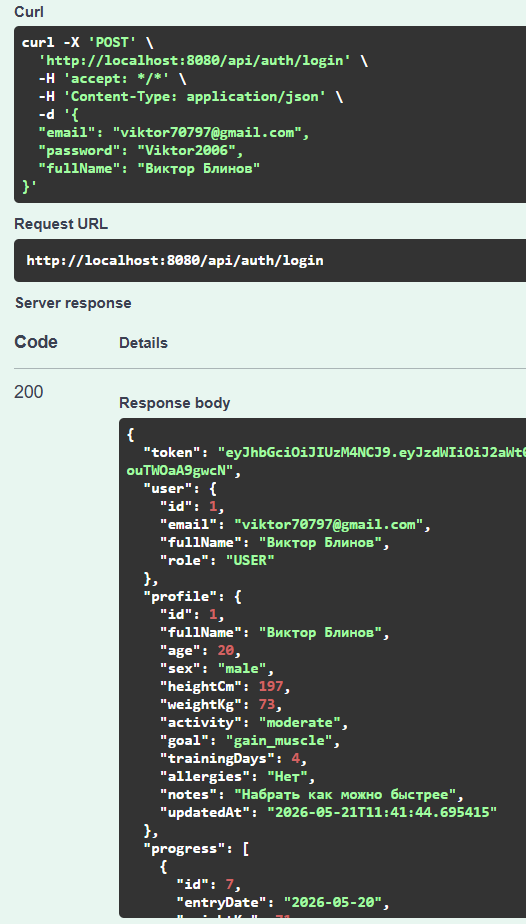 Curl
curl -X 'POST' \
'http://localhost:8080/api/auth/login' \
-H 'accept: */*' \
-H 'Content-Type: application/json' \
-d '{
"email": "viktor70797@gmail.com",
"password": "Viktor2006",
"fullName": "Виктор Блинов"
}'
Request URL
http://localhost:8080/api/auth/login
Server response
Code Details
200
Response body
{
"token": "eyJhbGciOiJIUzM4NCJ9.eyJzdWIiOiJ2aWt0
ouTWOaA9gwcN",
"user": {
"id": 1,
"email": "viktor70797@gmail.com",
"fullName": "Виктор Блинов",
"role": "USER"
},
"profile": {
"id": 1,
"fullName": "Виктор Блинов",
"age": 20,
"sex": "male",
"heightCm": 197,
"weightKg": 73,
"activity": "moderate",
"goal": "gain_muscle",
"trainingDays": 4,
"allergies": "Нет",
"notes": "Набрать как можно быстрее",
"updatedAt": "2026-05-21T11:41:44.695415"
},
"progress": [
{
"id": 7,
"entryDate": "2026-05-20",